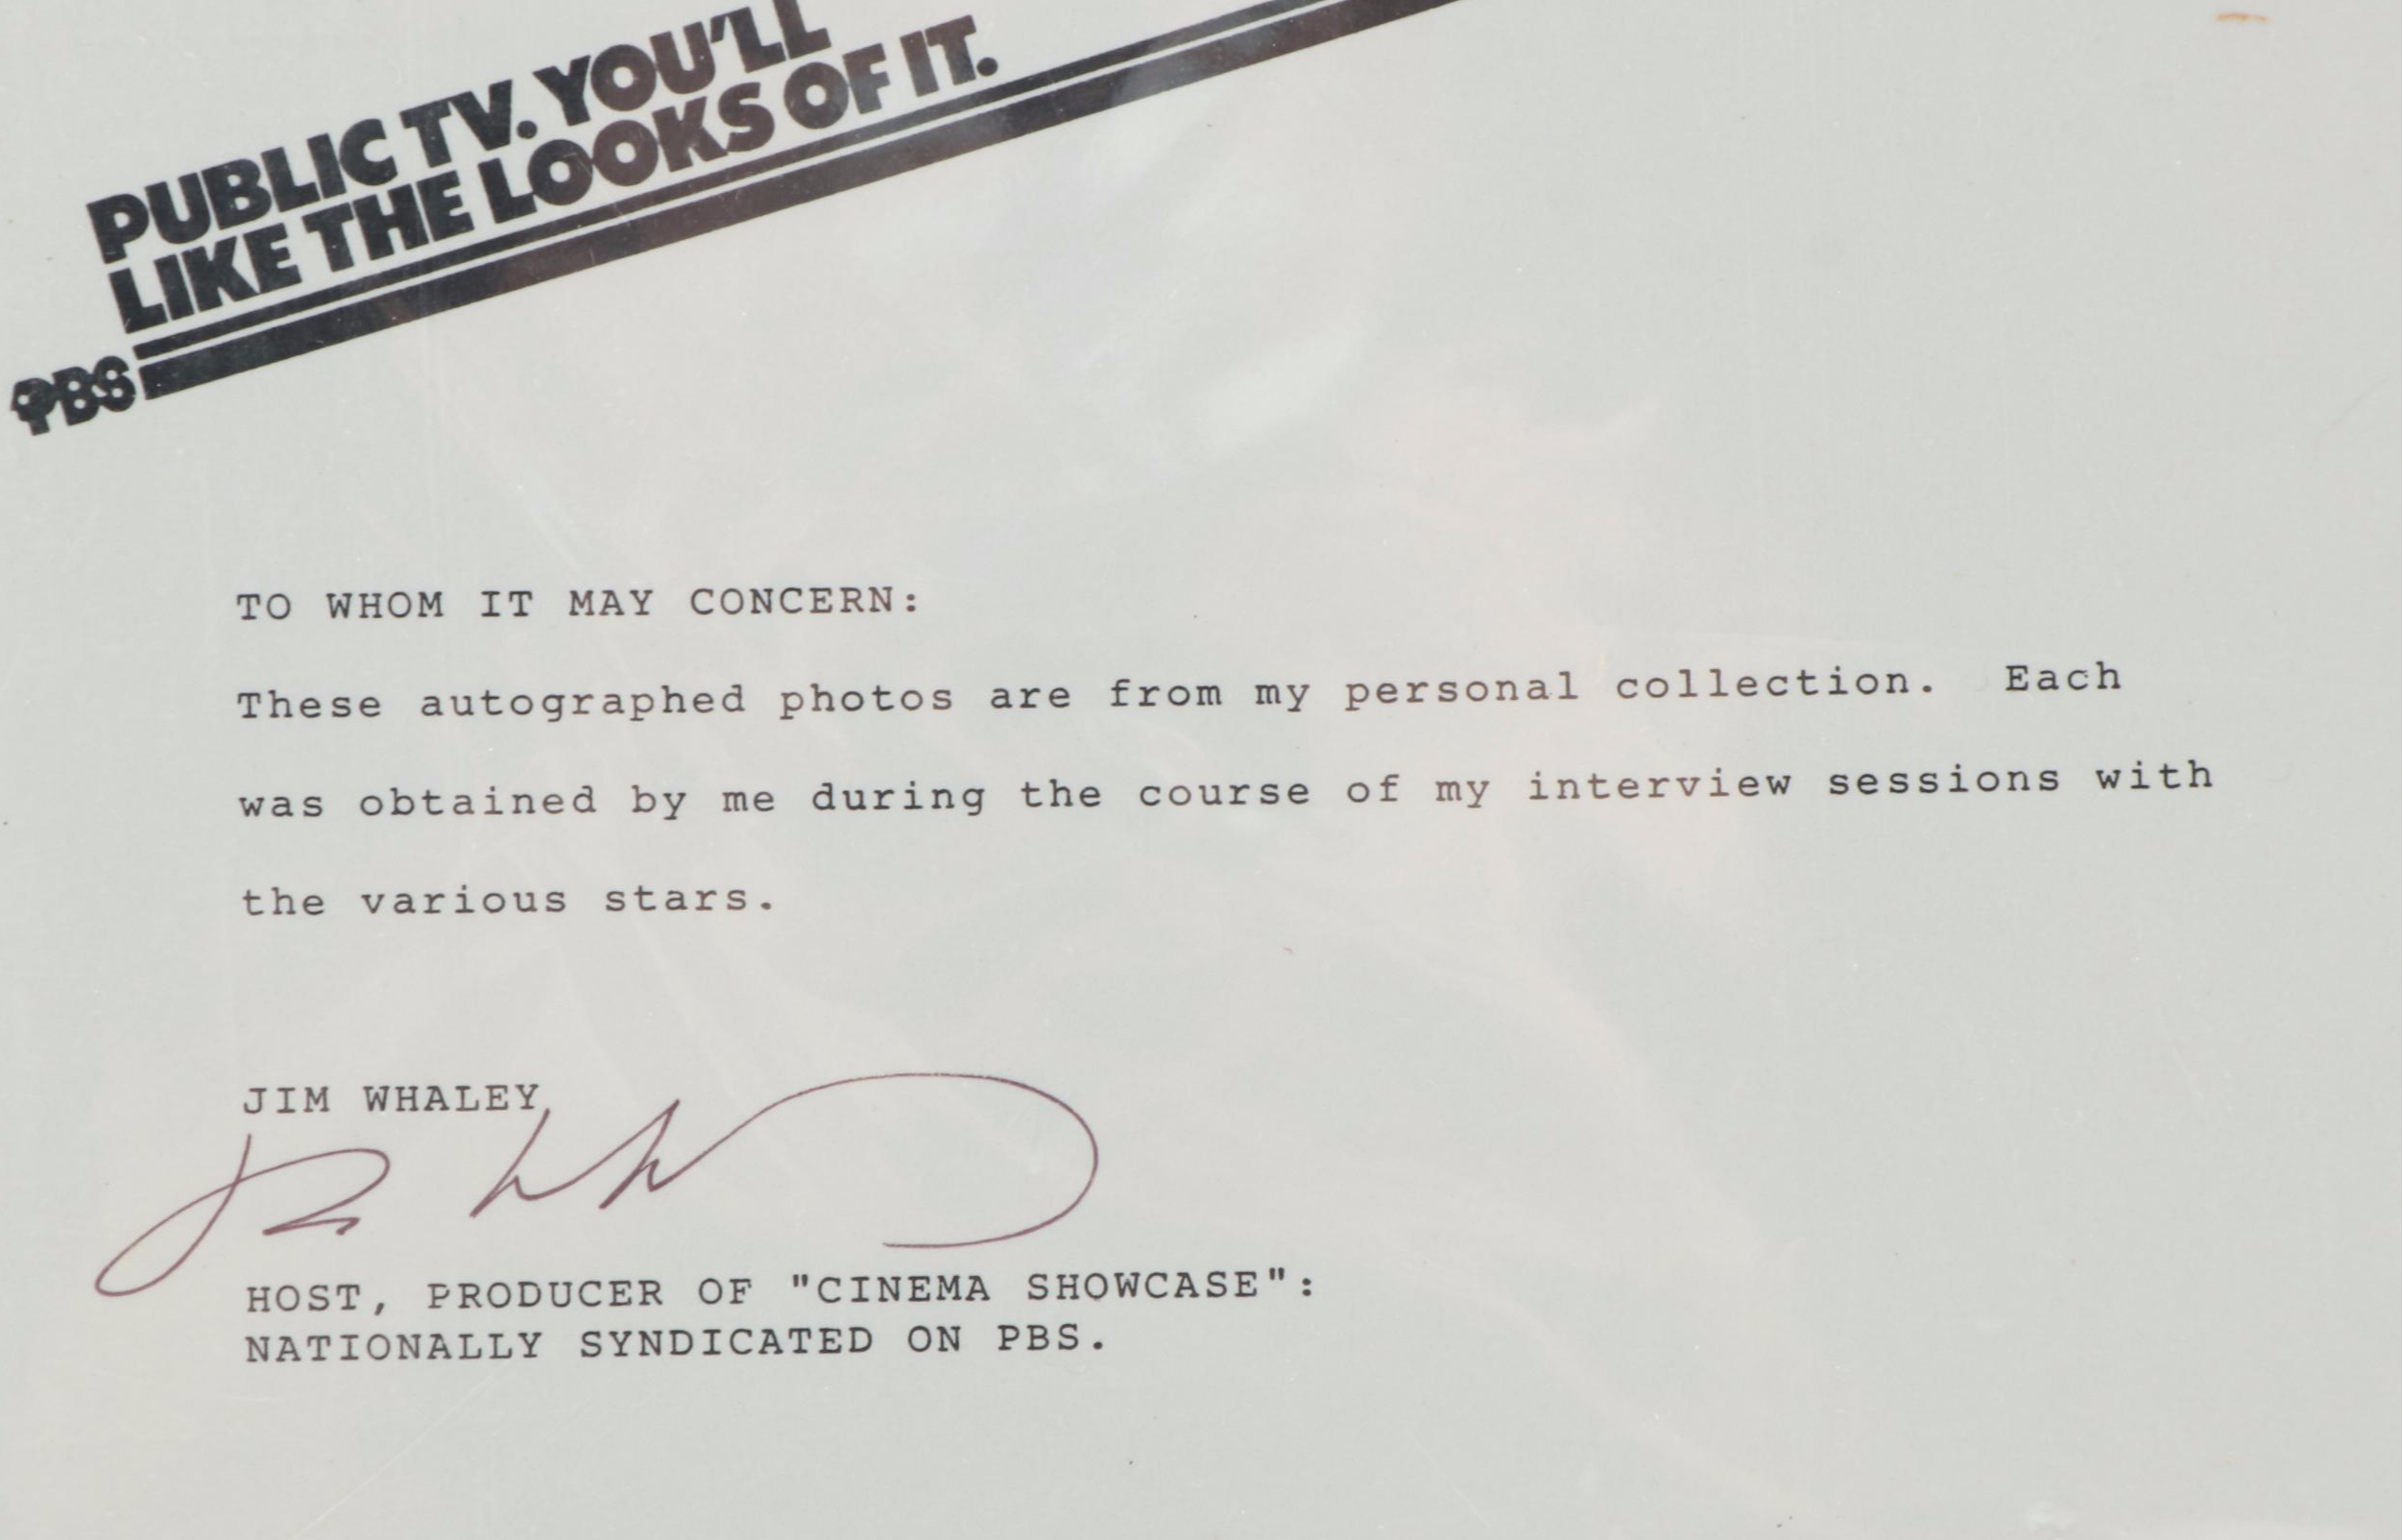 PUBLIC TV. YOU'LL
LIKE THE LOOKS OF IT.
PBS
TO WHOM IT MAY CONCERN:
These autographed photos are from my personal collection. Each
was obtained by me during the course of my interview sessions with
the various stars.
JIM WHALEY
HOST, PRODUCER OF "CINEMA SHOWCASE":
NATIONALLY SYNDICATED ON PBS.